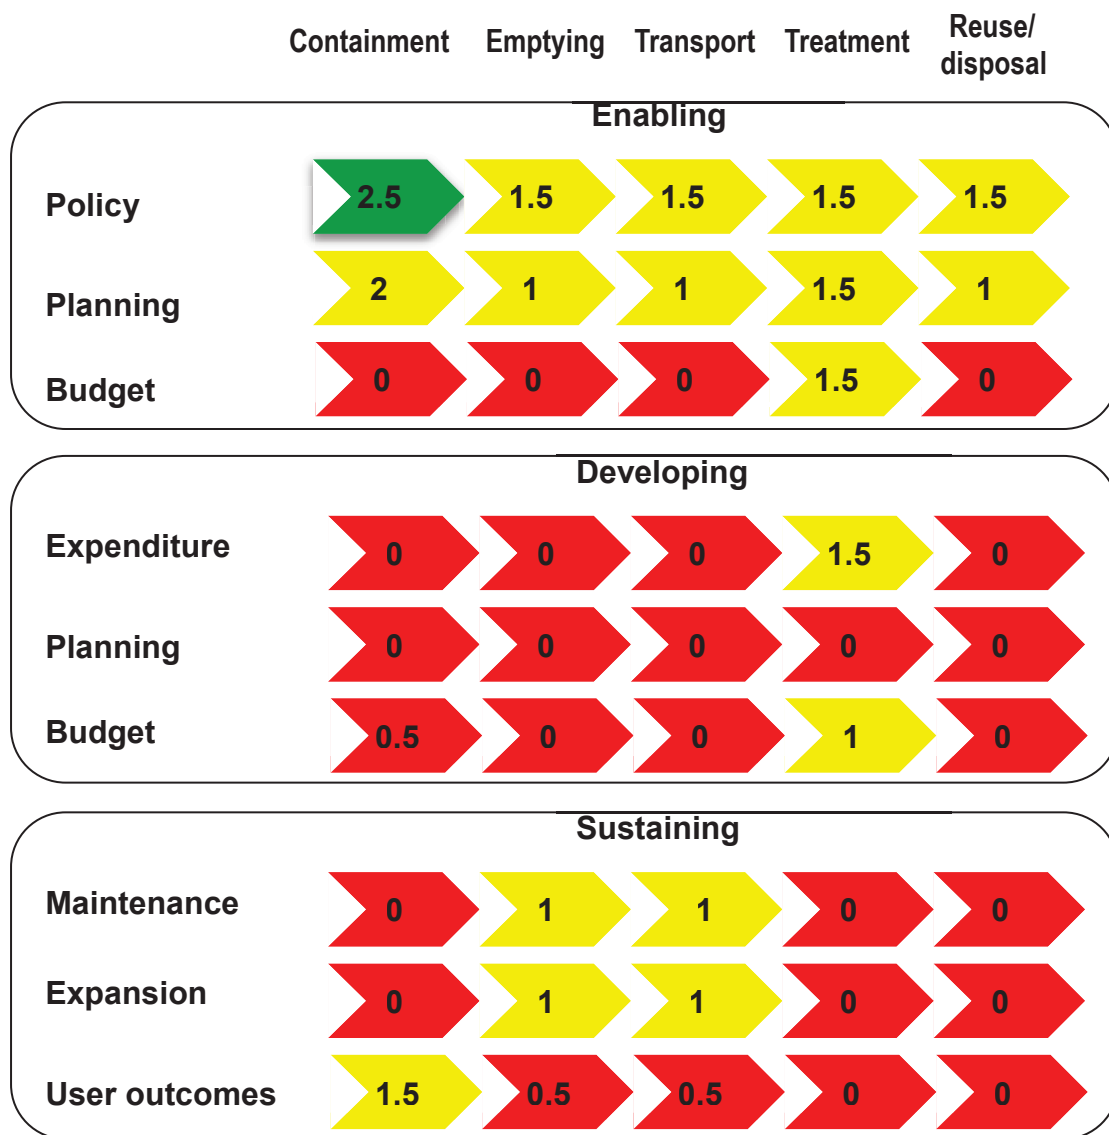 Containment Emptying Transport Treatment Reuse/
disposal
Enabling
Policy 2.5 1.5 1.5 1.5 1.5
Planning 2 1 1 1.5 1
Budget 0 0 0 1.5 0
Developing
Expenditure 0 0 0 1.5 0
Planning 0 0 0 0 0
Budget 0.5 0 0 1 0
Sustaining
Maintenance 0 1 1 0 0
Expansion 0 1 1 0 0
User outcomes 1.5 0.5 0.5 0 0